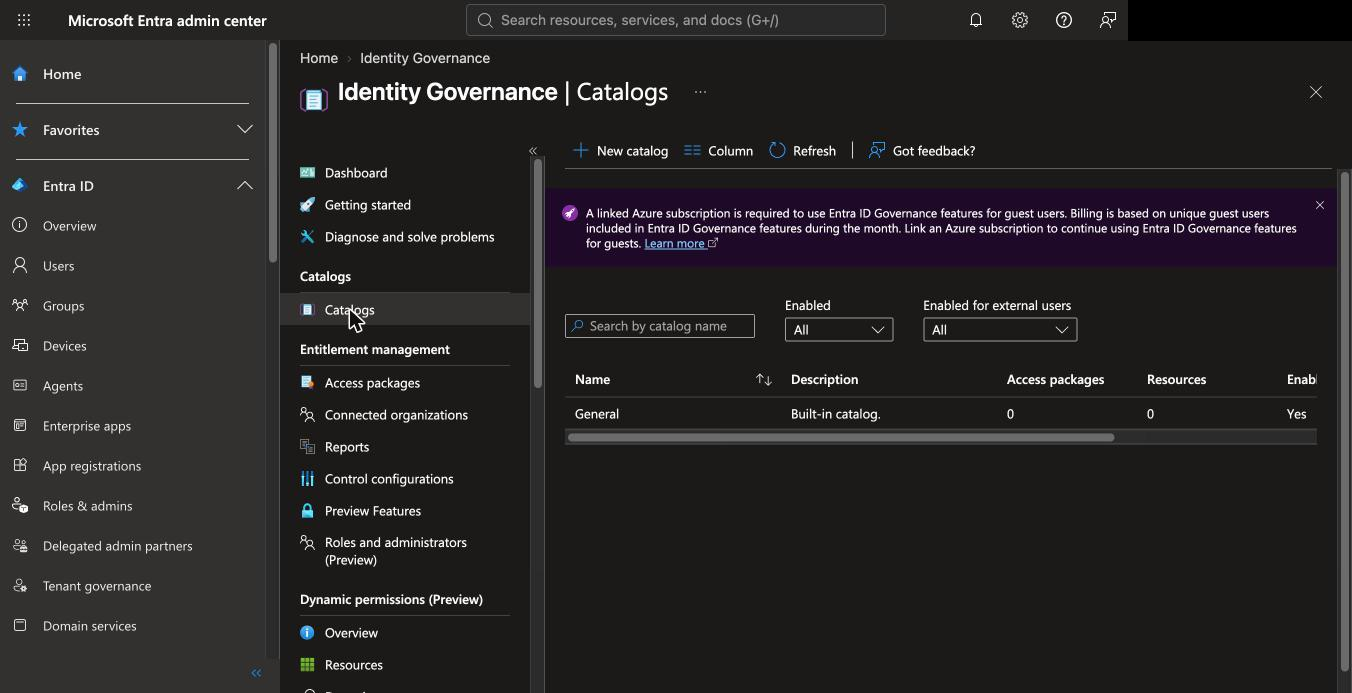 Microsoft Entra admin center
Search resources, services, and docs (G+/)
Home
Favorites
Entra ID
Overview
Users
Groups
Devices
Agents
Enterprise apps
App registrations
Roles & admins
Delegated admin partners
Tenant governance
Domain services
Home › Identity Governance
Identity Governance | Catalogs ...
Dashboard
Getting started
Diagnose and solve problems
Catalogs
Catalogs
Entitlement management
Access packages
Connected organizations
Reports
Control configurations
Preview Features
Roles and administrators
(Preview)
Dynamic permissions (Preview)
Overview
Resources
New catalog Column Refresh | Got feedback?
A linked Azure subscription is required to use Entra ID Governance features for guest users. Billing is based on unique guest users
included in Entra ID Governance features during the month. Link an Azure subscription to continue using Entra ID Governance features
for guests. Learn more
Enabled Enabled for external users
Search by catalog name All All
Name Description Access packages Resources Enab
General Built-in catalog. 0 0 Yes